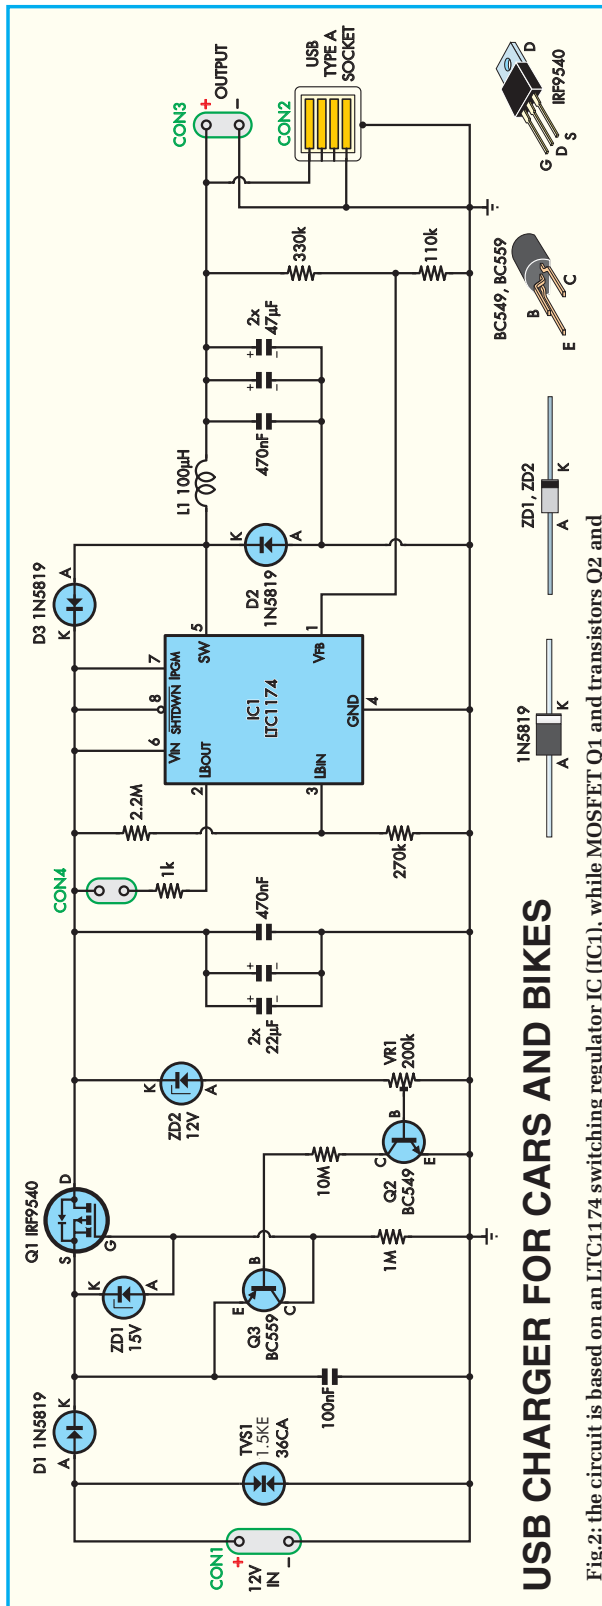 CON1
+
12V
IN
–
D1 1N5819
A
K
TVS1
1.5KE
36CA
100nF
ZD1
15V
K
A
Q1 IRF9540
S
D
G
Q3
BC559
E
B
C
1M
10M
Q2
BC549
C
B
E
VR1
200k
ZD2
12V
K
A
2x
22µF
+
–
+
–
470nF
CON4
1k
2.2M
270k
6
8
7
VIN
SHTDWN
IPGM
2
LBOUT
3
LBIN
IC1
LTC1174
SW
5
VFB
1
GND
4
D3 1N5819
K
A
D2
1N5819
K
A
L1 100µH
470nF
+
–
+
–
2x
47µF
330k
110k
CON3
+
OUTPUT
–
CON2
USB
TYPE A
SOCKET
1N5819
A
K
ZD1, ZD2
A
K
BC549, BC559
B
E
C
IRF9540
G
D
S
D
USB CHARGER FOR CARS AND BIKES
Fig.2: the circuit is based on an LTC1174 switching regulator IC (IC1), while MOSFET Q1 and transistors Q2 and